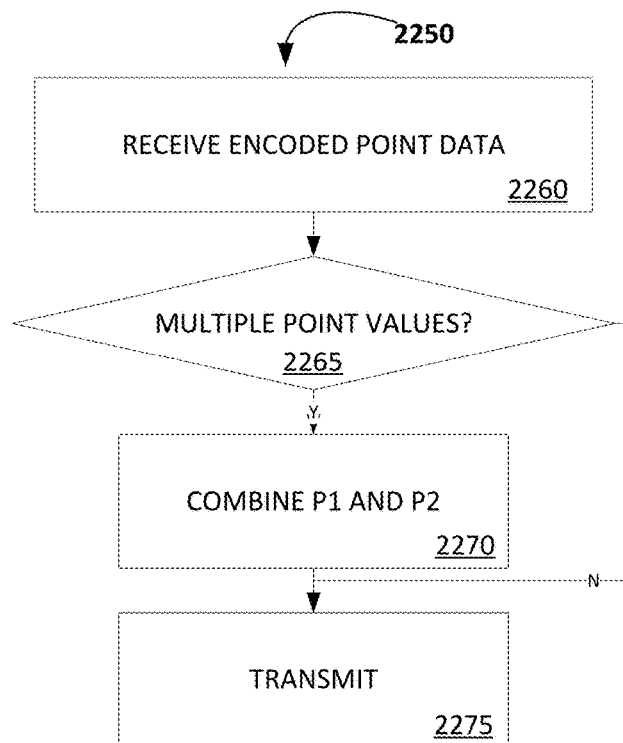 2250
RECEIVE ENCODED POINT DATA
2260
MULTIPLE POINT VALUES?
2265
Y
COMBINE P1 AND P2
2270
N
TRANSMIT
2275